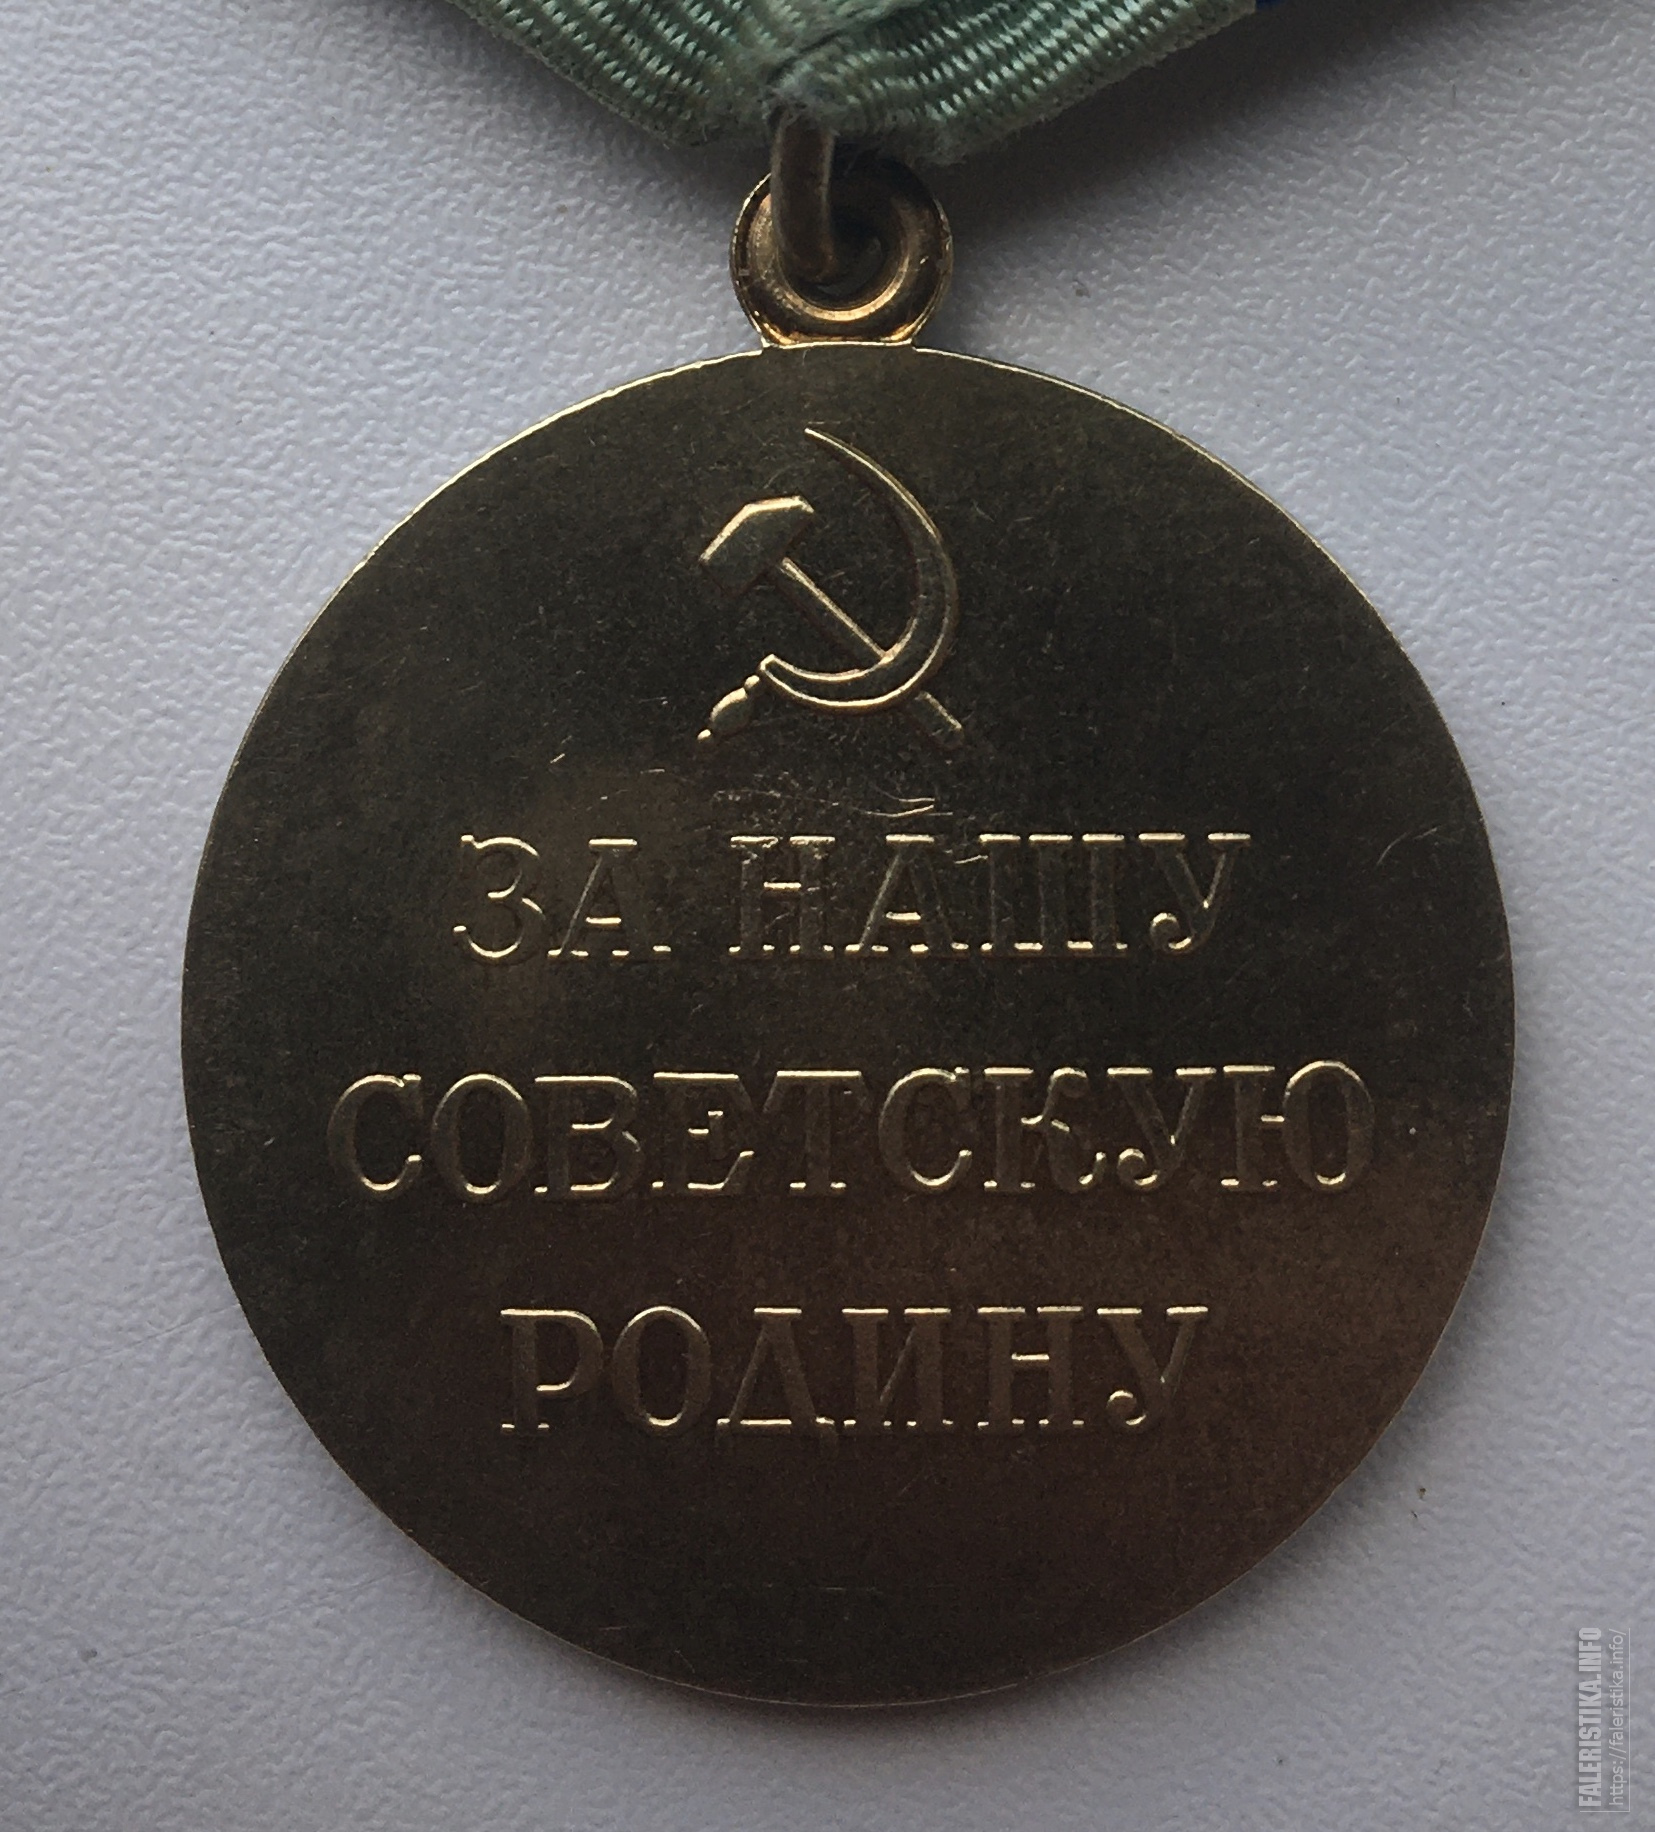 ЗА НАШУ
СОВЕТСКУЮ
РОДИНУ
FALERISTIKA.INFO
https://faleristika.info/